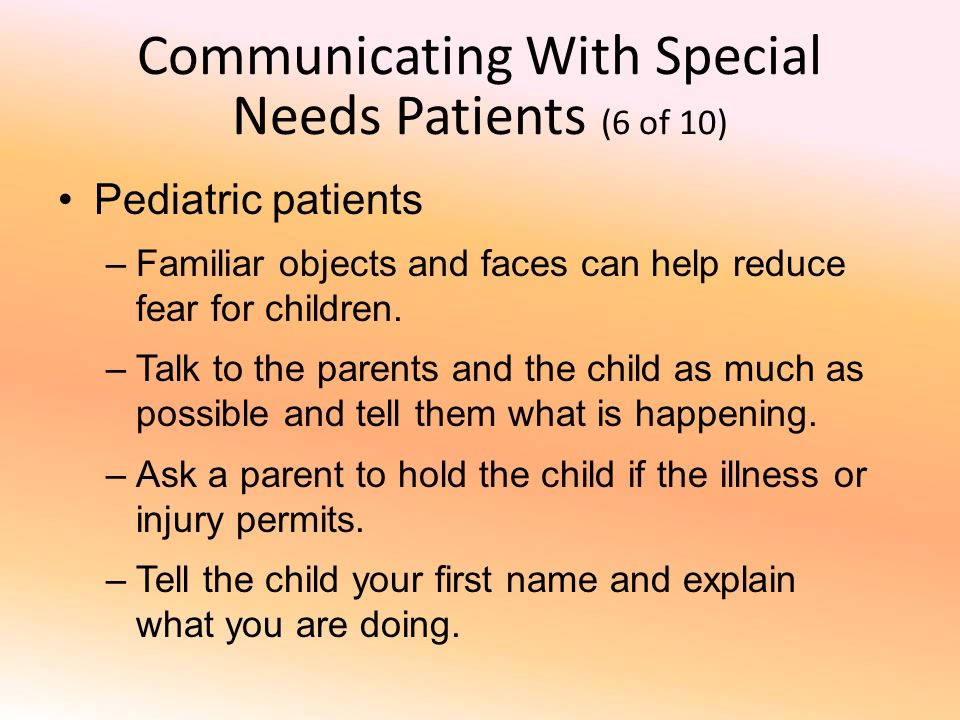 Communicating With Special
Needs Patients (6 of 10)
• Pediatric patients
– Familiar objects and faces can help reduce
fear for children.
– Talk to the parents and the child as much as
possible and tell them what is happening.
– Ask a parent to hold the child if the illness or
injury permits.
– Tell the child your first name and explain
what you are doing.